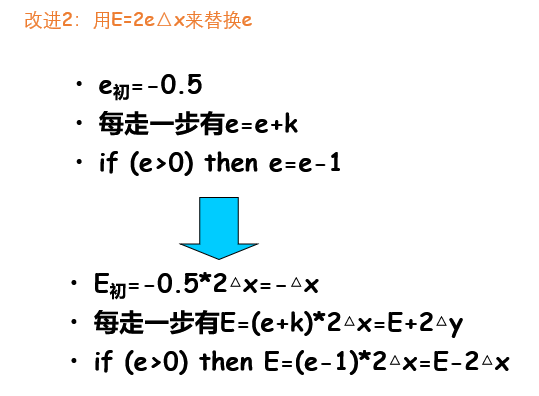 改进2：用E=2e△x来替换e
• e初=-0.5
• 每走一步有e=e+k
• if (e>0) then e=e-1
• E初=-0.5*2△x=-△x
• 每走一步有E=(e+k)*2△x=E+2△y
• if (e>0) then E=(e-1)*2△x=E-2△x